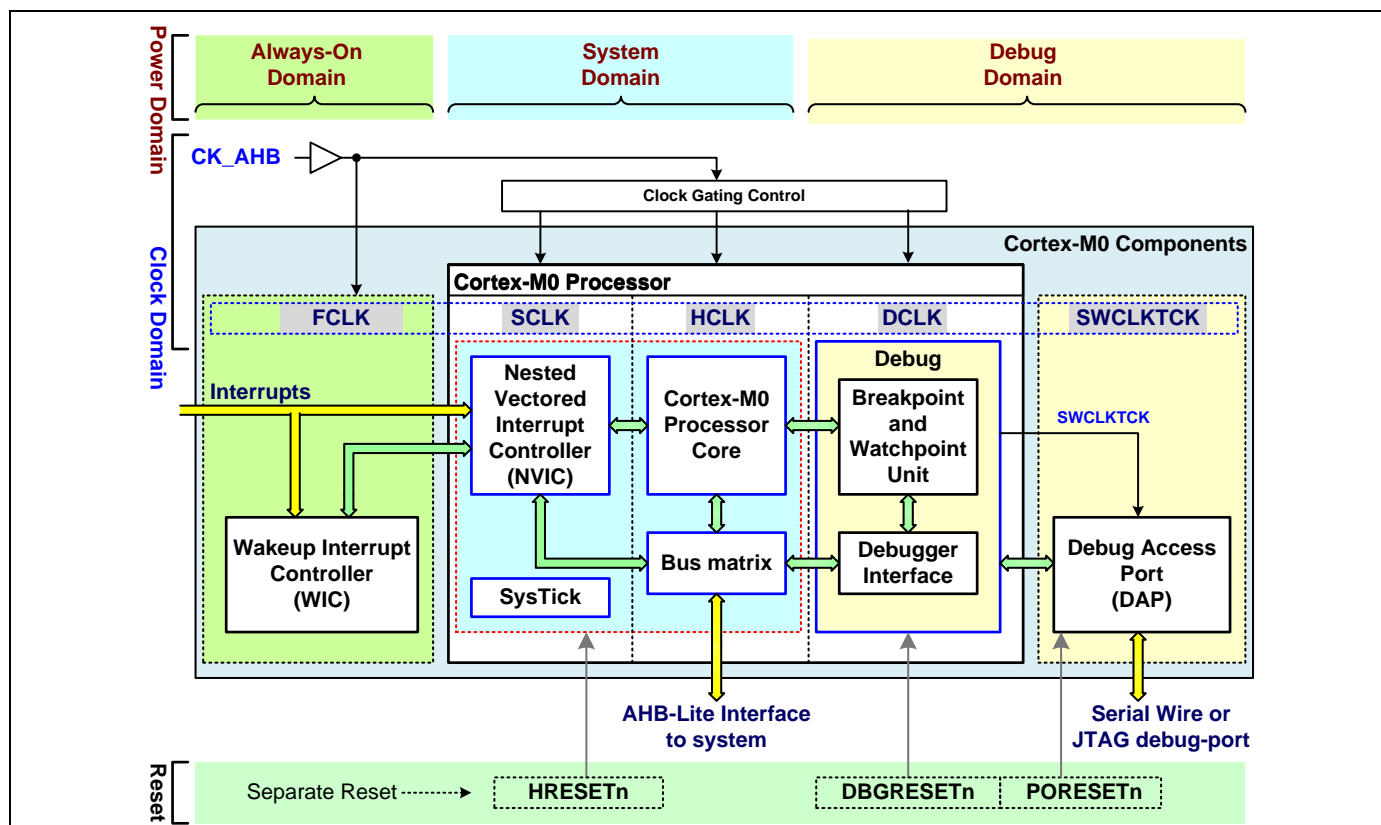 Power Domain
Always-On
Domain
System
Domain
Debug
Domain
Clock Domain
CK_AHB
Clock Gating Control
Cortex-M0 Components
Cortex-M0 Processor
FCLK
SCLK
HCLK
DCLK
SWCLKTCK
Interrupts
Nested
Vectored
Interrupt
Controller
(NVIC)
Cortex-M0
Processor
Core
Debug
Breakpoint
and
Watchpoint
Unit
SWCLKTCK
Wakeup Interrupt
Controller
(WIC)
SysTick
Bus matrix
Debugger
Interface
Debug Access
Port
(DAP)
AHB-Lite Interface
to system
Serial Wire or
JTAG debug-port
Reset
Separate Reset
HRESETn
DBGRESETn
PORESETn